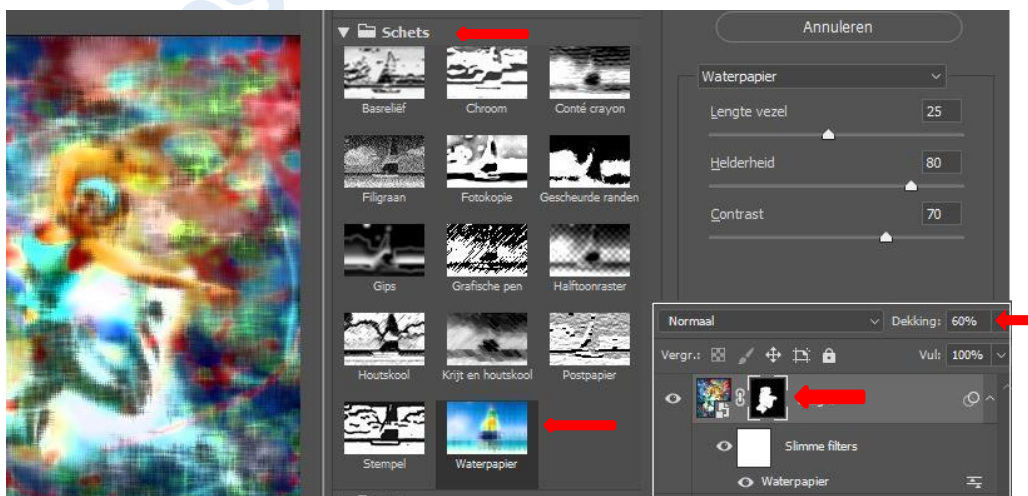 Schets
Basreliëf
Chroom
Conté crayon
Filigraan
Fotokopie
Gescheurde randen
Gips
Grafische pen
Halftoonraster
Houtskool
Krijt en houtskool
Postpapier
Stempel
Waterpapier
Annuleren
Waterpapier
Lengte vezel 25
Helderheid 80
Contrast 70
Normaal Dekking: 60%
Vergr.: Vul: 100%
Slimme filters
Waterpapier